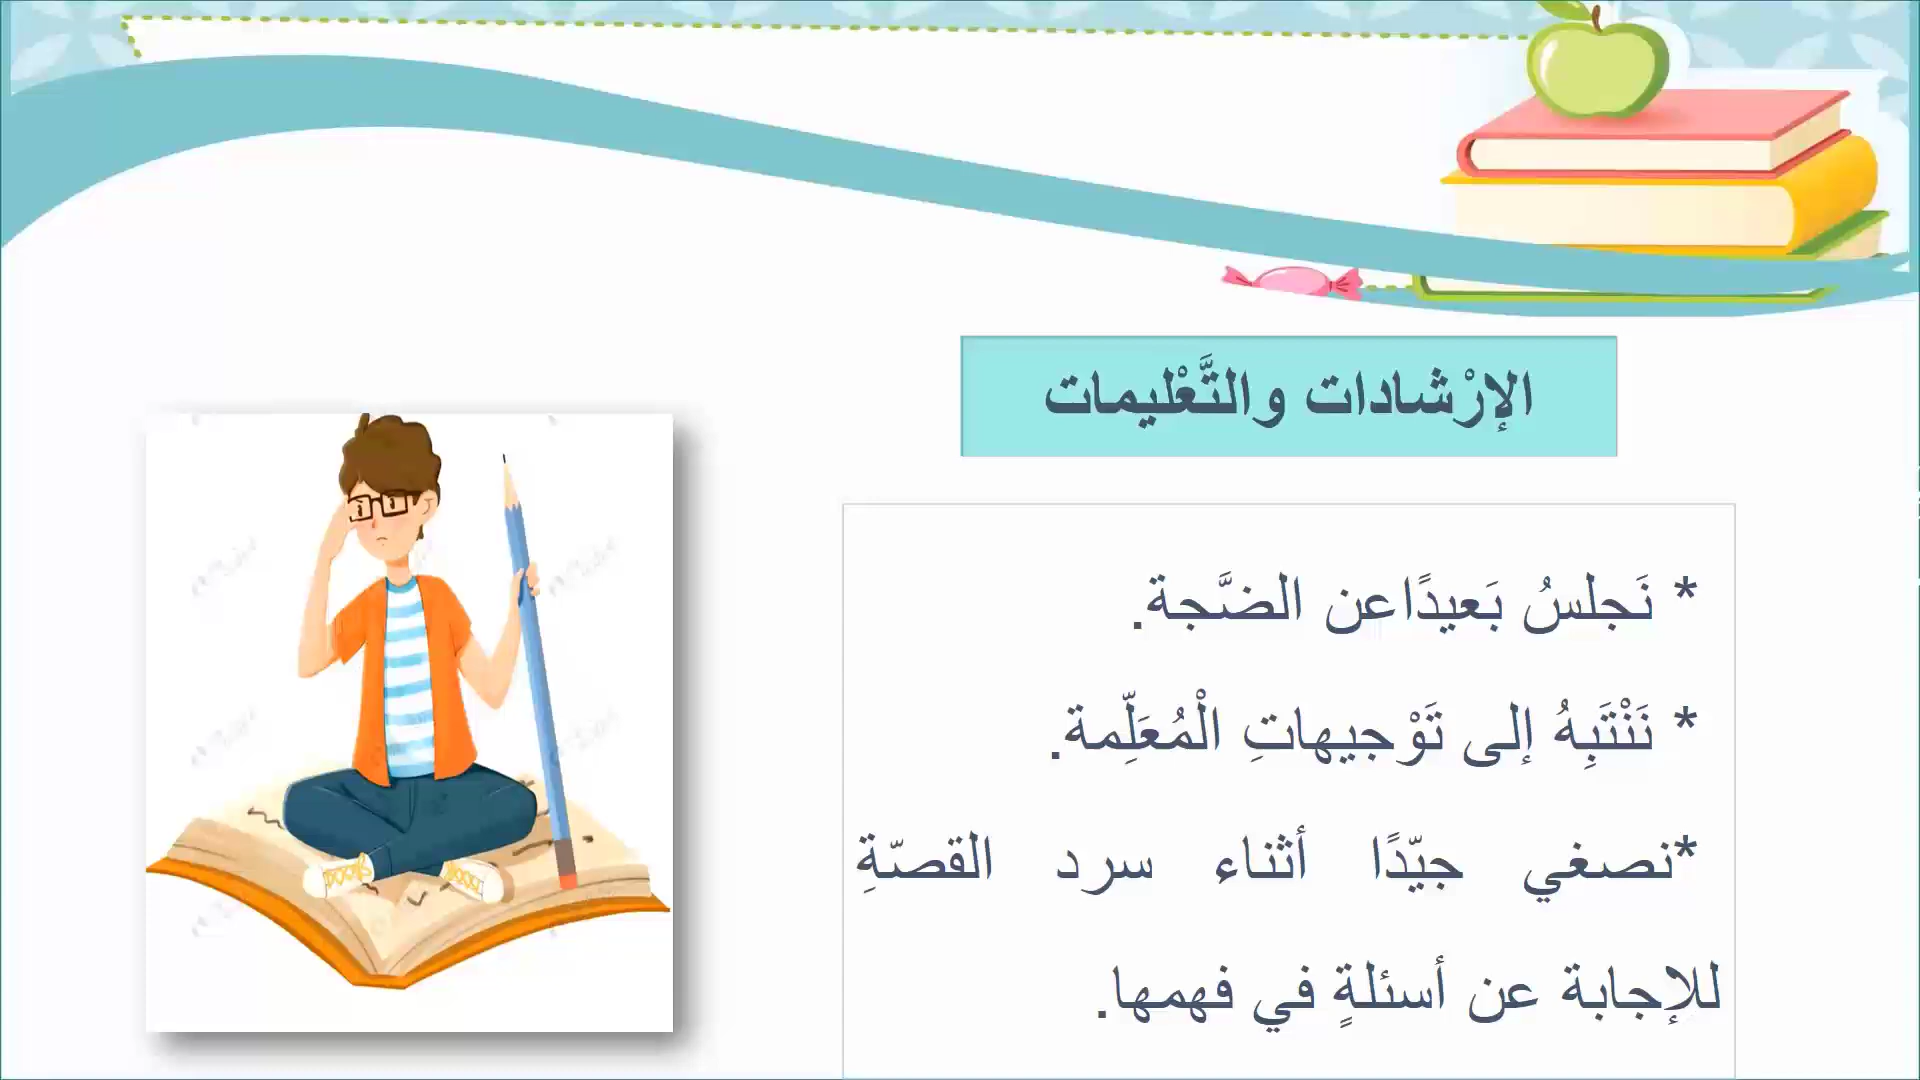 الإرْشادات والتَّعْليمات
* نَجلسُ بَعيدًاعن الضَّجة.
* نَنْتَبِهُ إلى تَوْجيهاتِ الْمُعَلِّمة.
*نصغي جيّدًا أثناء سرد القصّةِ
للإجابة عن أسئلةٍ في فهمها.